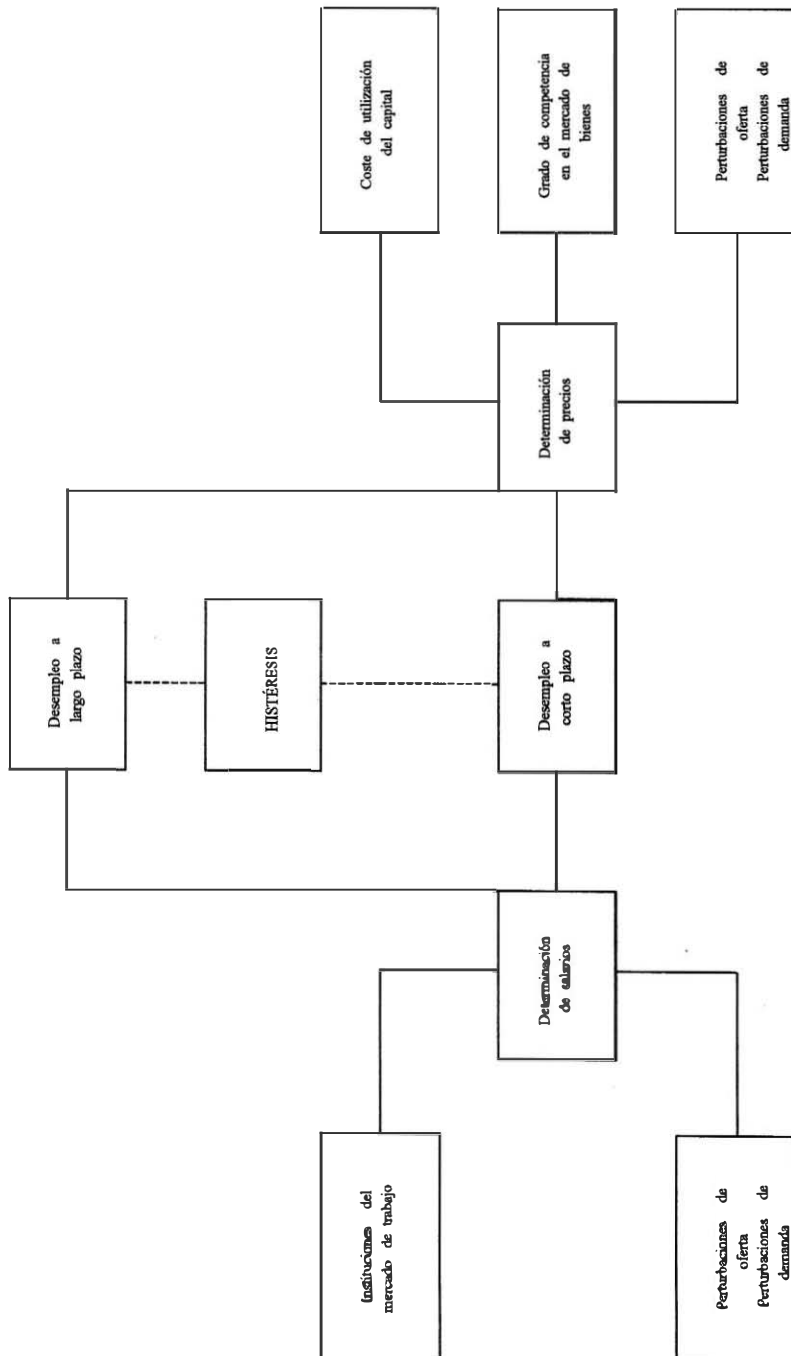 Desempleo a
largo plazo
HISTÉRESIS
Instituciones del
mercado de trabajo
Coste de utilización
del capital
Determinación
de salarios
Desempleo a
corto plazo
Determinación
de precios
Grado de competencia
en el mercado de
bienes
Perturbaciones de
oferta
Perturbaciones de
demanda
Perturbaciones de
oferta
Perturbaciones de
demanda